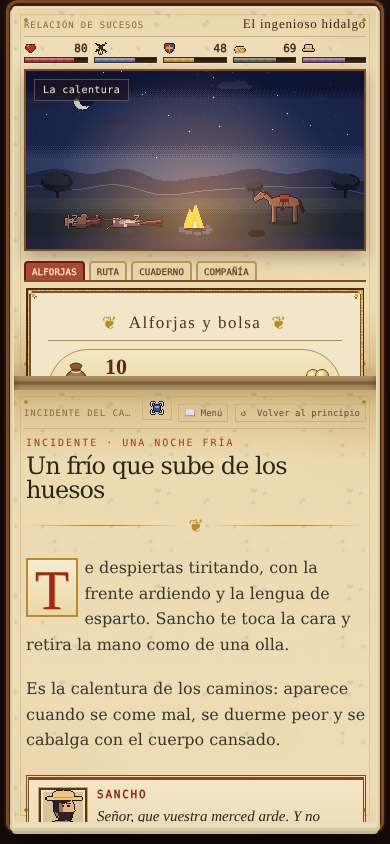 RELACIÓN DE SUCESOS
El ingenioso hidalgo
80
48
69
La calentura
ALFORJAS
RUTA
CUADERNO
COMPAÑÍA
Alforjas y bolsa
10
INCIDENTE DEL CA…
Menú
↺ Volver al principio
INCIDENTE · UNA NOCHE FRÍA
Un frío que sube de los
huesos
Te despiertas tiritando, con la
frente ardiendo y la lengua de
esparto. Sancho te toca la cara y
retira la mano como de una olla.
Es la calentura de los caminos: aparece
cuando se come mal, se duerme peor y se
cabalga con el cuerpo cansado.
SANCHO
Señor, que vuestra merced arde. Y no